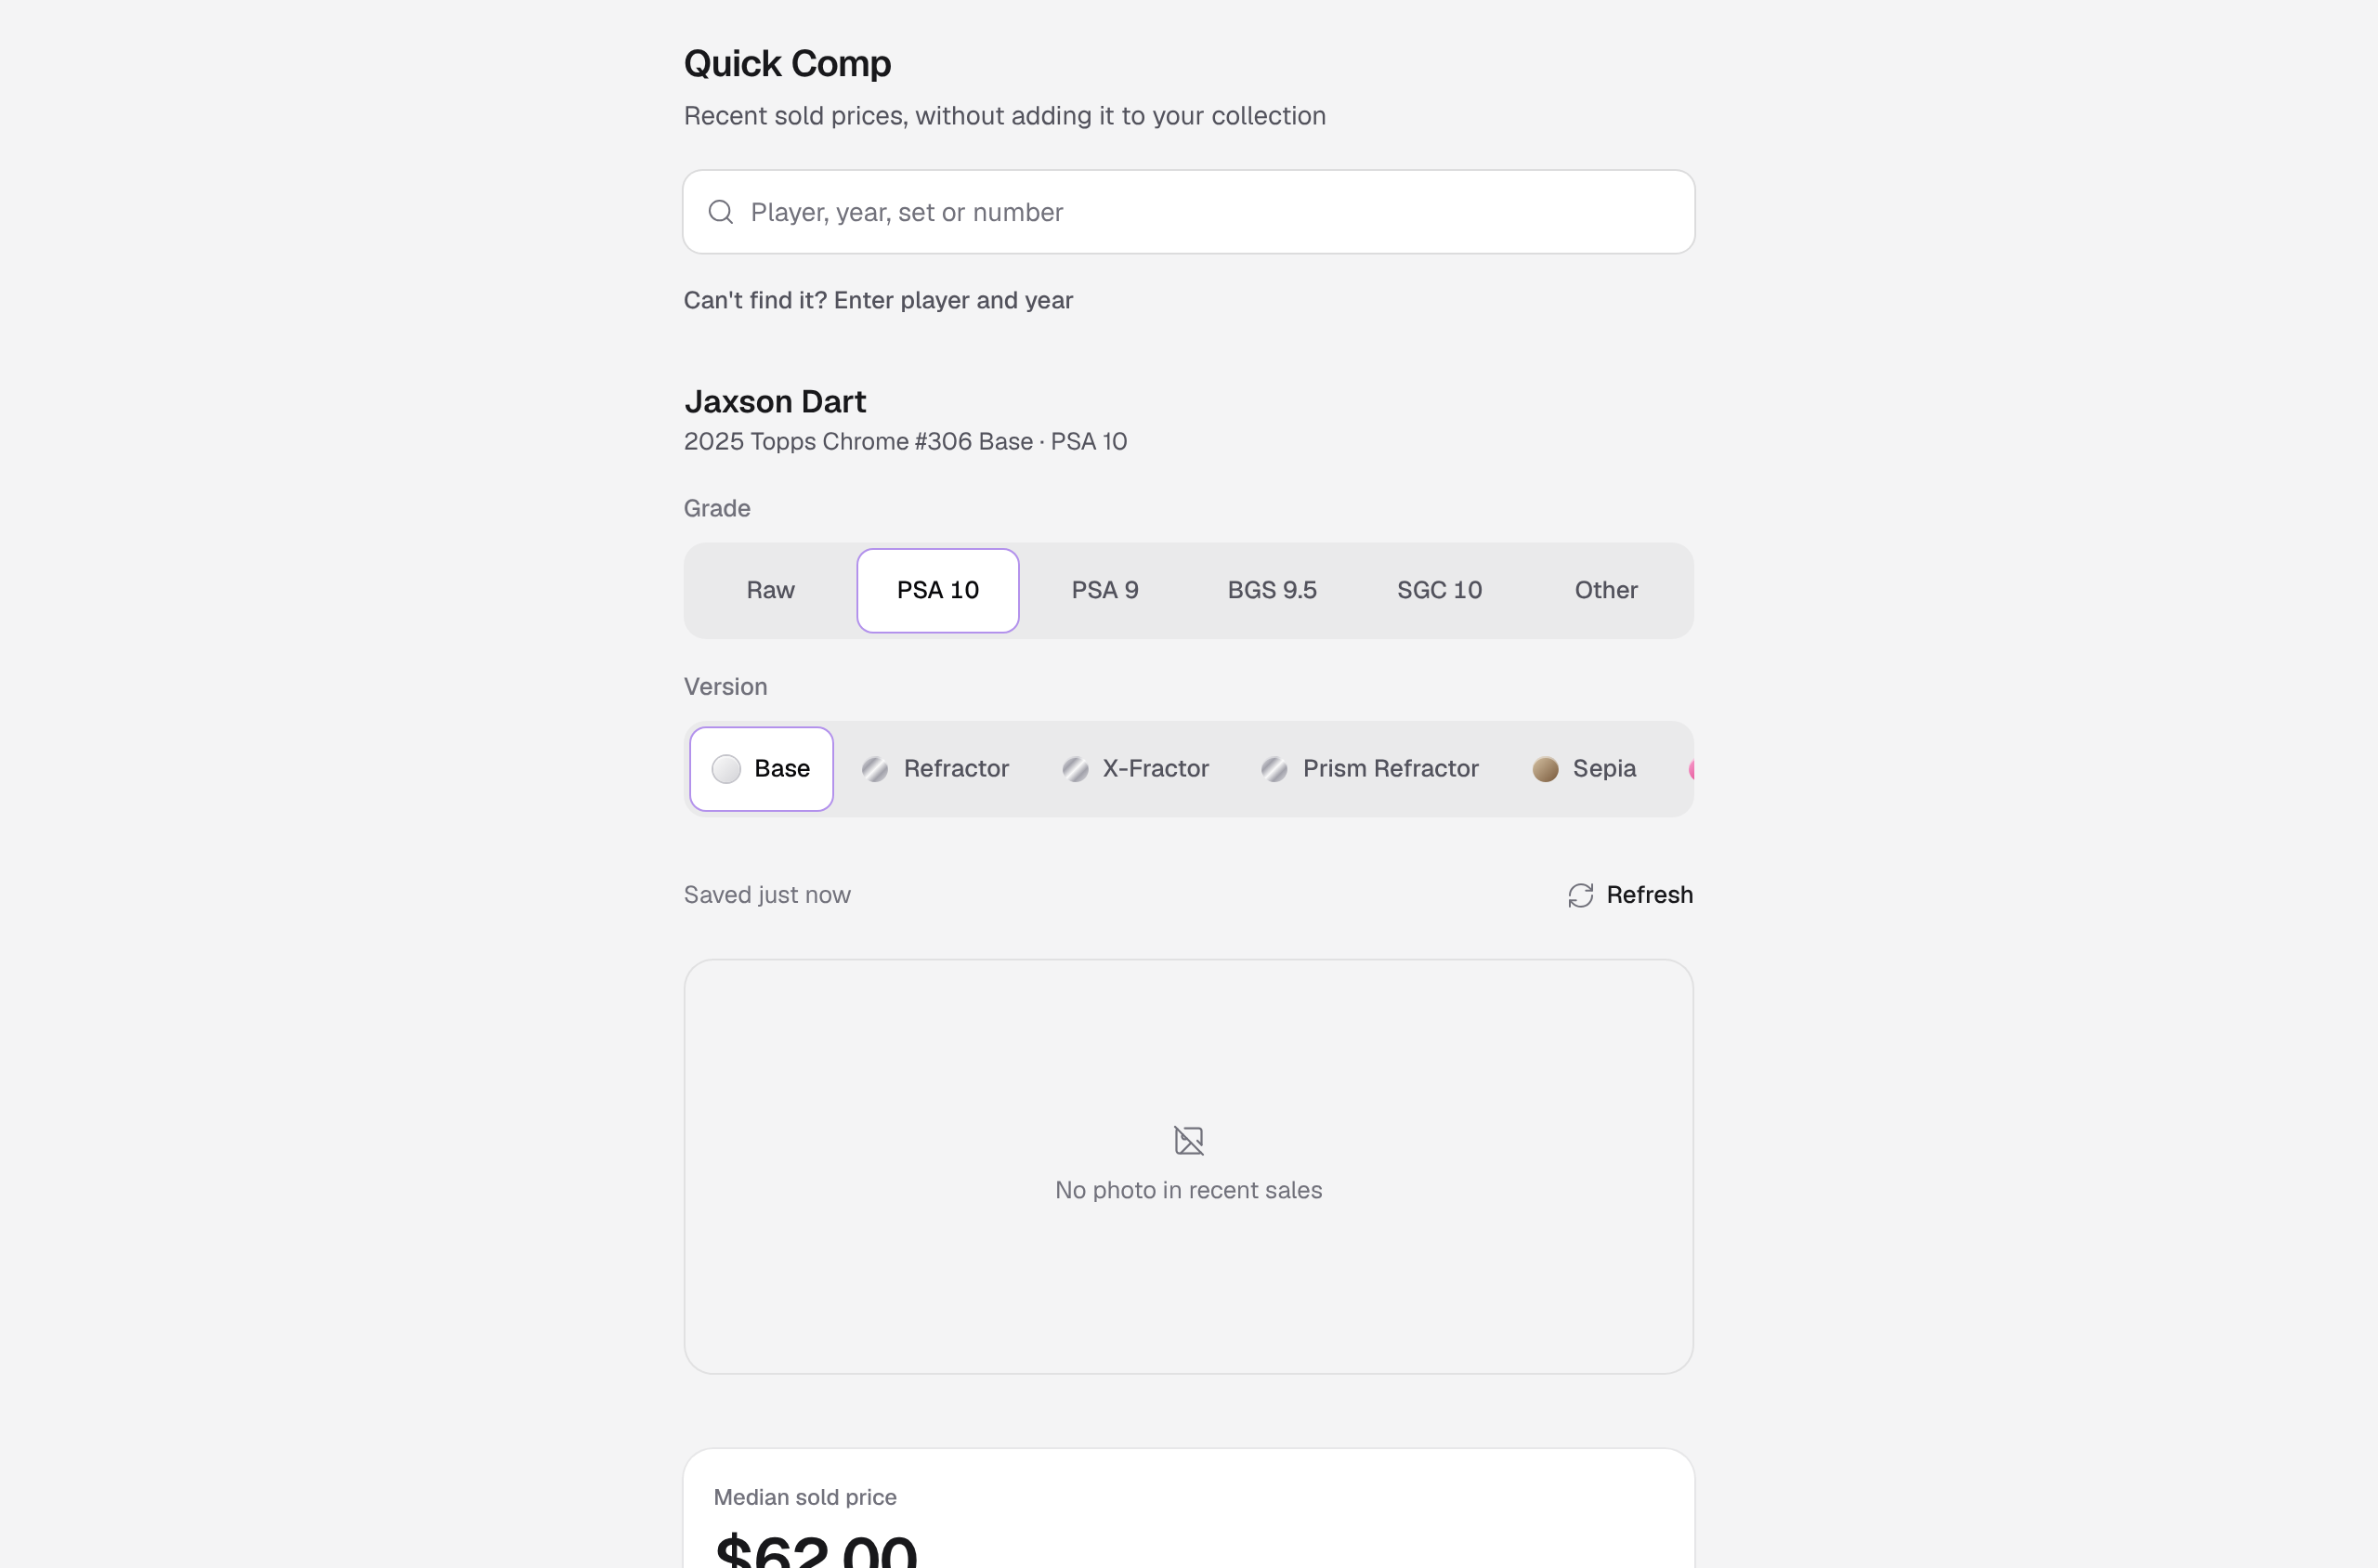 Quick Comp
Recent sold prices, without adding it to your collection
Player, year, set or number
Can't find it? Enter player and year
Jaxson Dart
2025 Topps Chrome #306 Base · PSA 10
Grade
Raw PSA 10 PSA 9 BGS 9.5 SGC 10 Other
Version
Base Refractor X-Fractor Prism Refractor Sepia
Saved just now Refresh
No photo in recent sales
Median sold price
$62.00